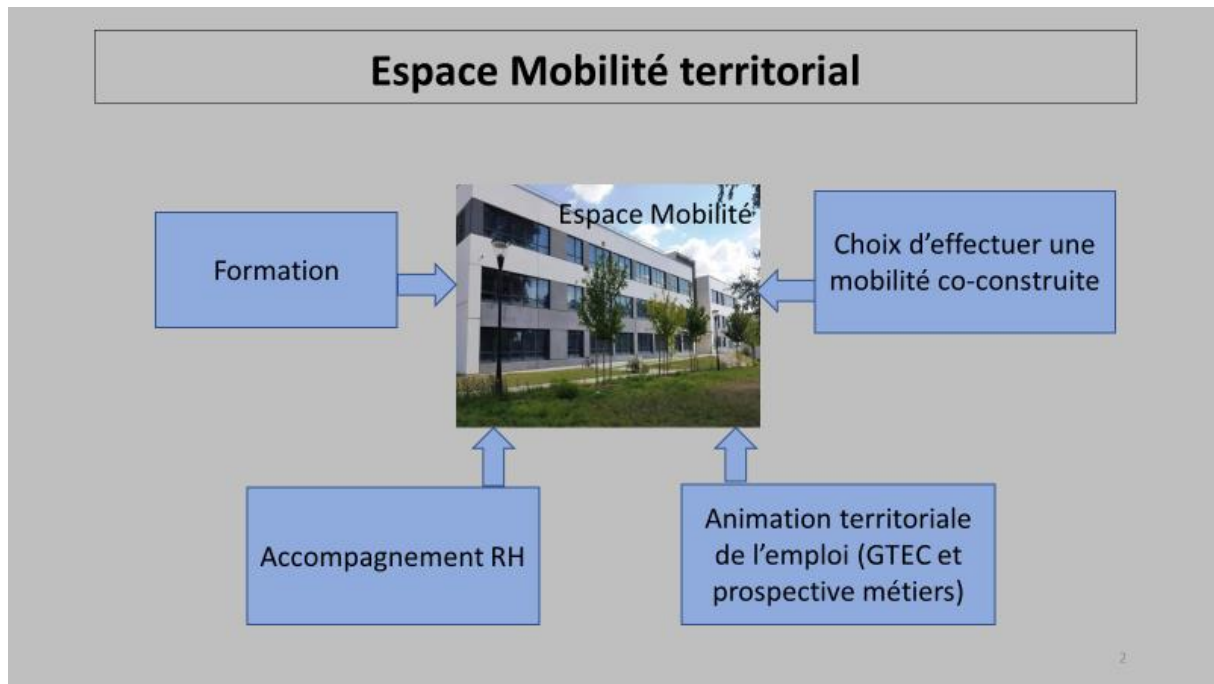 Espace Mobilité territorial
Espace Mobilité
Formation
Choix d'effectuer une
mobilité co-construite
Accompagnement RH
Animation territoriale
de l'emploi (GTEC et
prospective métiers)
2